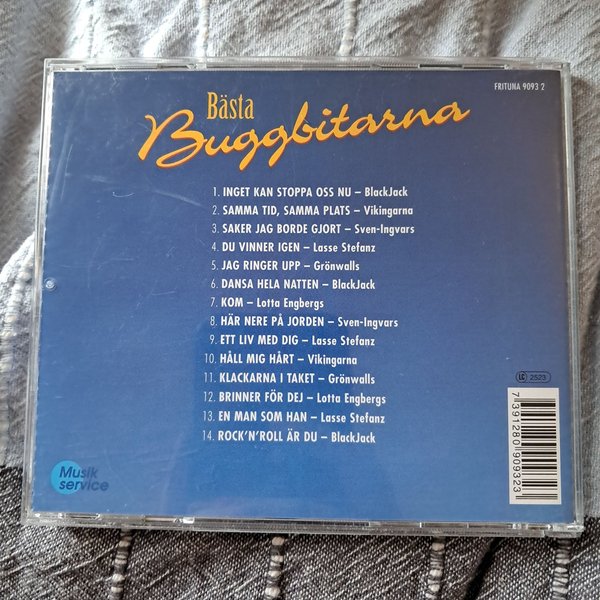 FRITUNA 9093 2
Bästa
Buggbitarna
1. INGET KAN STOPPA OSS NU – BlackJack
2. SAMMA TID, SAMMA PLATS – Vikingarna
3. SAKER JAG BORDE GJORT – Sven-Ingvars
4. DU VINNER IGEN – Lasse Stefanz
5. JAG RINGER UPP – Grönwalls
6. DANSA HELA NATTEN – BlackJack
7. KOM – Lotta Engbergs
8. HÄR NERE PÅ JORDEN – Sven-Ingvars
9. ETT LIV MED DIG – Lasse Stefanz
10. HÅLL MIG HÅRT – Vikingarna
11. KLACKARNA I TAKET – Grönwalls
12. BRINNER FÖR DEJ – Lotta Engbergs
13. EN MAN SOM HAN – Lasse Stefanz
14. ROCK'N'ROLL ÄR DU – BlackJack
LC 2523
7 391280 909323
Musik
service